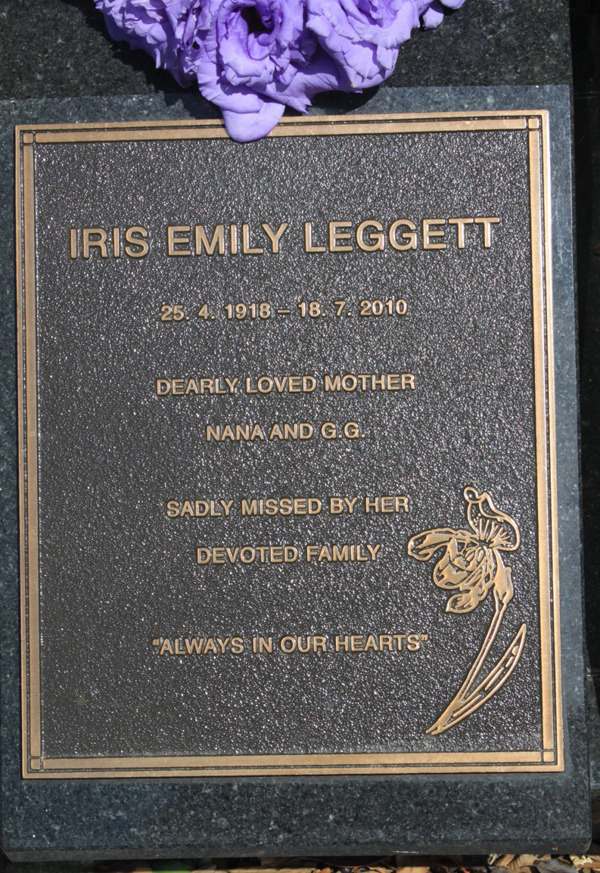 IRIS EMILY LEGGETT
25. 4. 1918 – 18. 7. 2010
DEARLY LOVED MOTHER
NANA AND G.G.
SADLY MISSED BY HER
DEVOTED FAMILY
"ALWAYS IN OUR HEARTS"